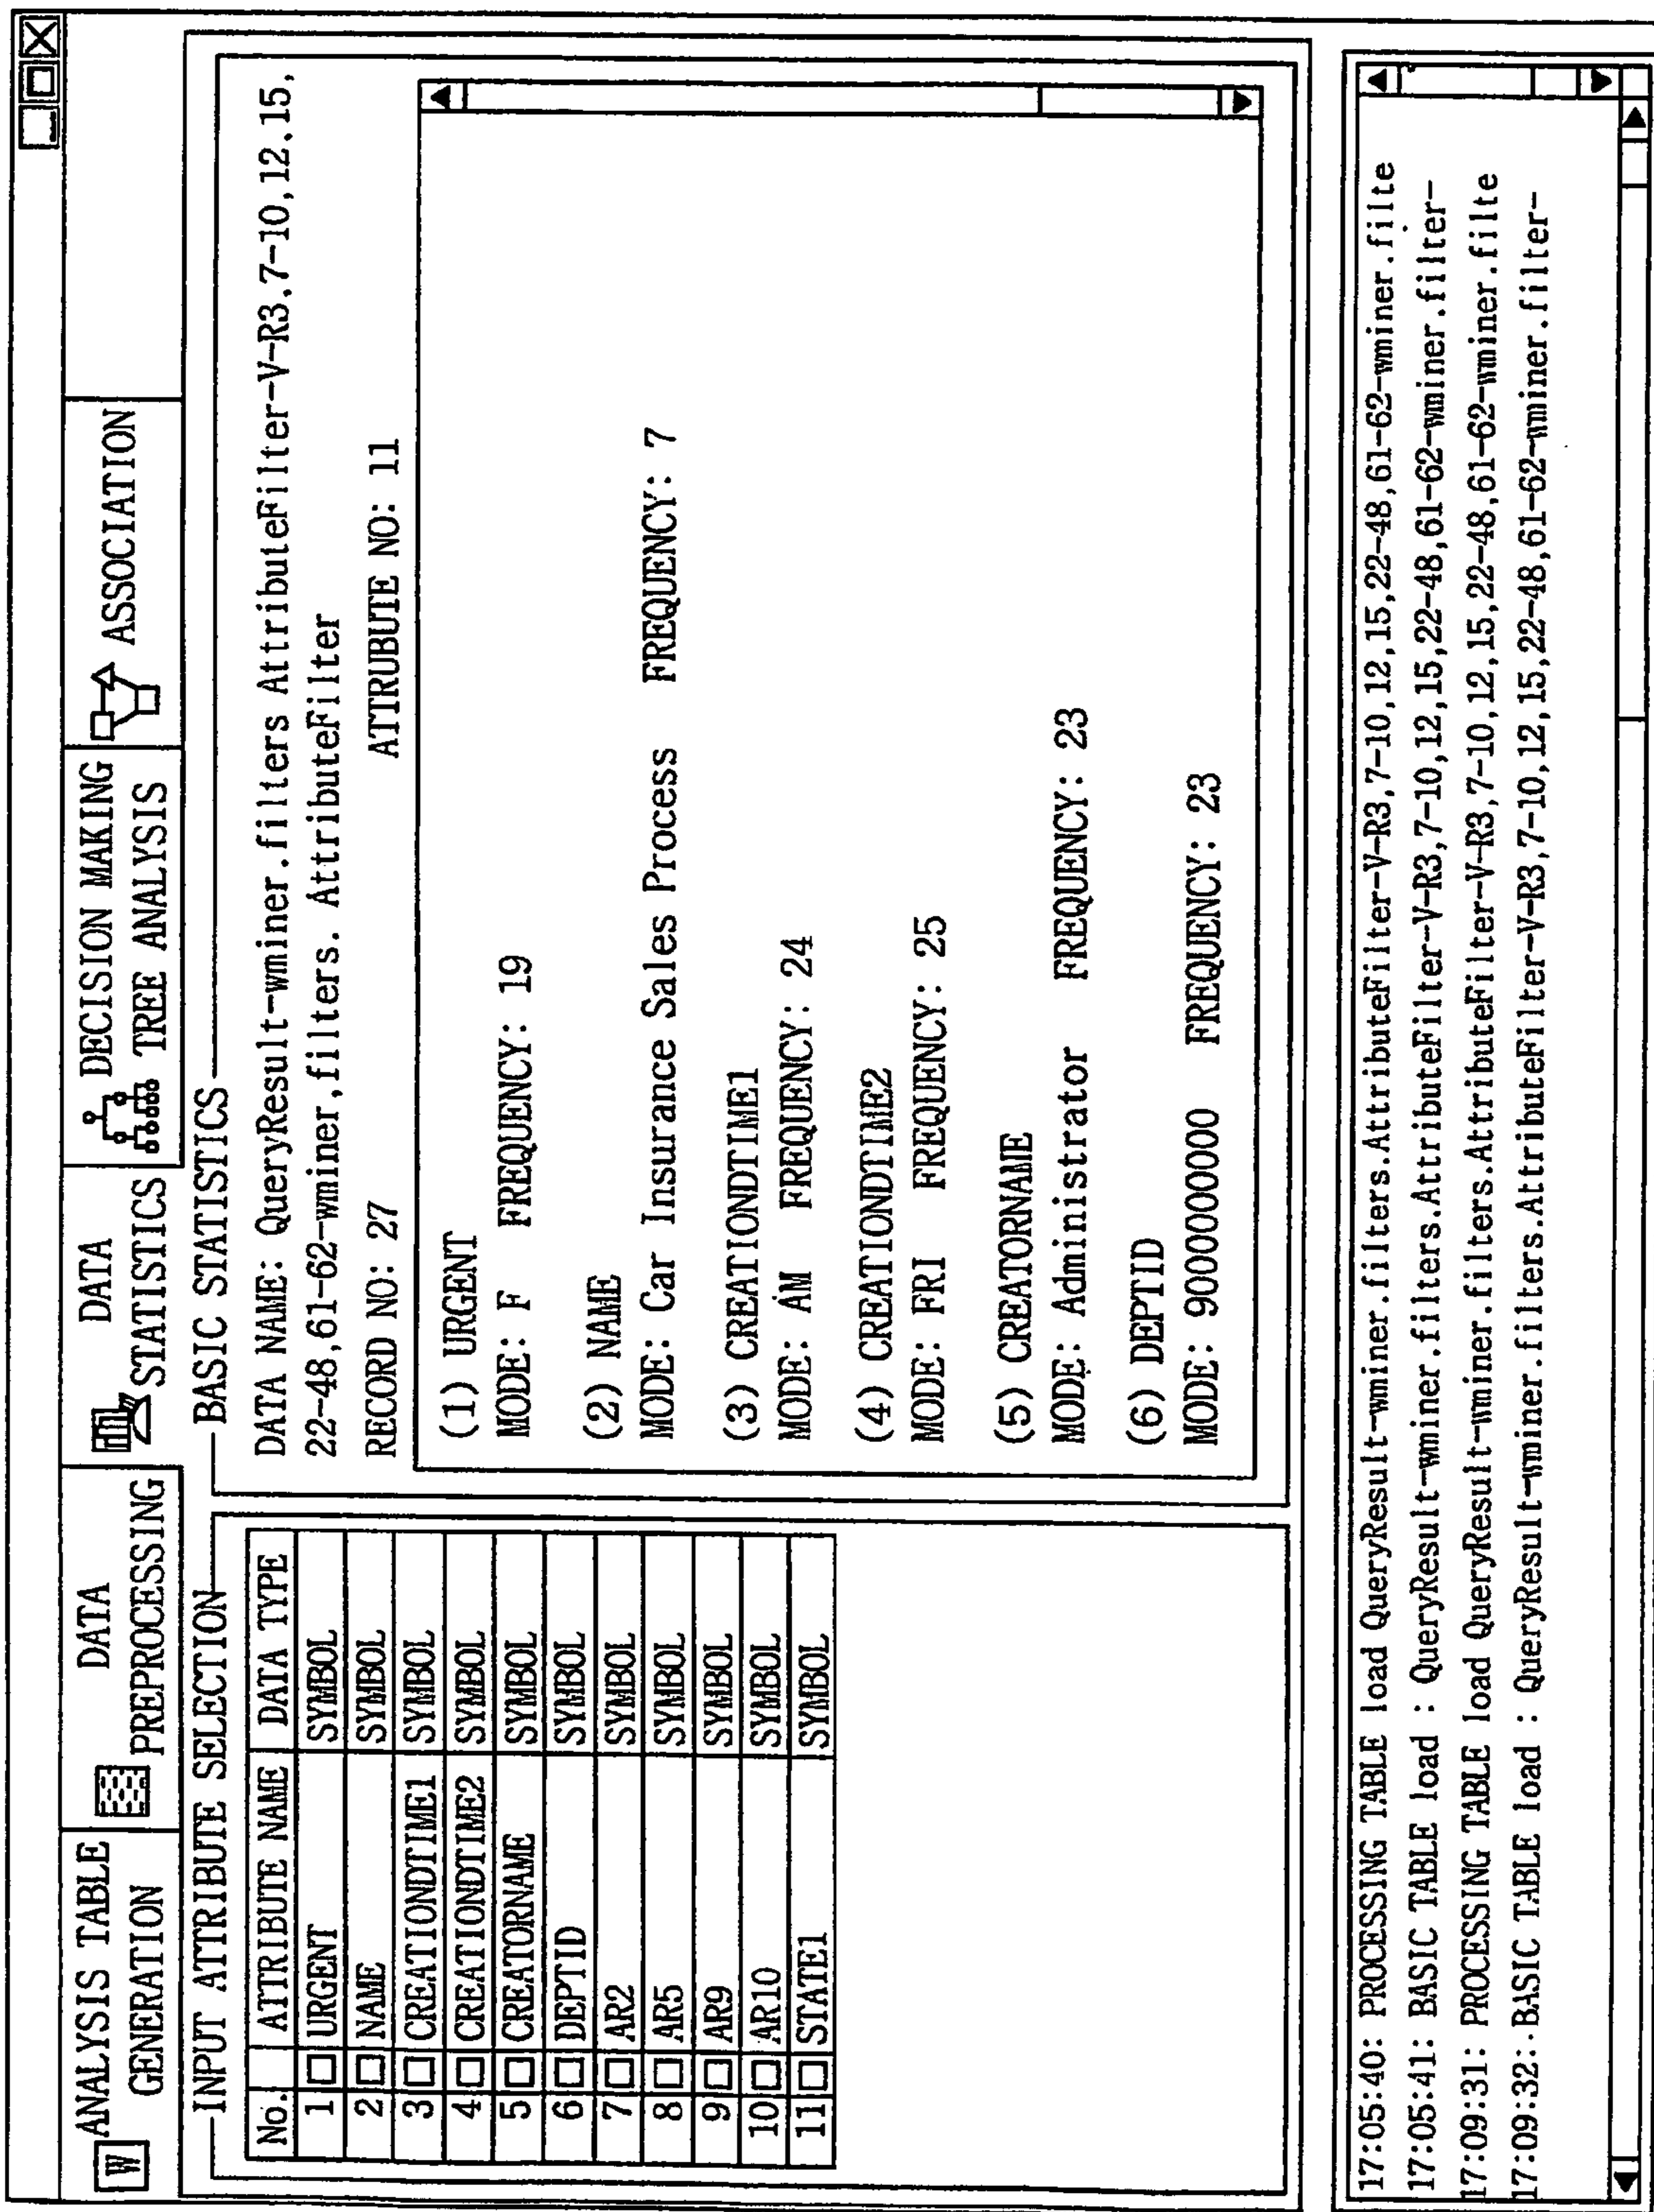 W ANALYSIS TABLE GENERATION
DATA PREPROCESSING
DATA STATISTICS
DECISION MAKING TREE ANALYSIS
ASSOCIATION
INPUT ATTRIBUTE SELECTION
No. ATTRIBUTE NAME DATA TYPE
1 URGENT SYMBOL
2 NAME SYMBOL
3 CREATIONDTIME1 SYMBOL
4 CREATIONDTIME2 SYMBOL
5 CREATORNAME SYMBOL
6 DEPTID SYMBOL
7 AR2 SYMBOL
8 AR5 SYMBOL
9 AR9 SYMBOL
10 AR10 SYMBOL
11 STATE1 SYMBOL
BASIC STATISTICS
DATA NAME: QueryResult-wminer.filters AttributeFilter-V-R3,7-10,12,15,
22-48,61-62-wminer,filters. AttributeFilter
RECORD NO: 27 ATTRUBUTE NO: 11
(1) URGENT
MODE: F FREQUENCY: 19
(2) NAME
MODE: Car Insurance Sales Process FREQUENCY: 7
(3) CREATIONDTIME1
MODE: AM FREQUENCY: 24
(4) CREATIONDTIME2
MODE: FRI FREQUENCY: 25
(5) CREATORNAME
MODE: Administrator FREQUENCY: 23
(6) DEPTID
MODE: 9000000000 FREQUENCY: 23
17:05:40: PROCESSING TABLE load QueryResult-wminer.filters.AttributeFilter-V-R3,7-10,12,15,22-48,61-62-wminer.filte
17:05:41: BASIC TABLE load : QueryResult-wminer.filters.AttributeFilter-V-R3,7-10,12,15,22-48,61-62-wminer.filter-
17:09:31: PROCESSING TABLE load QueryResult-wminer.filters.AttributeFilter-V-R3,7-10,12,15,22-48,61-62-wminer.filte
17:09:32: BASIC TABLE load : QueryResult-wminer.filters.AttributeFilter-V-R3,7-10,12,15,22-48,61-62-wminer.filter-